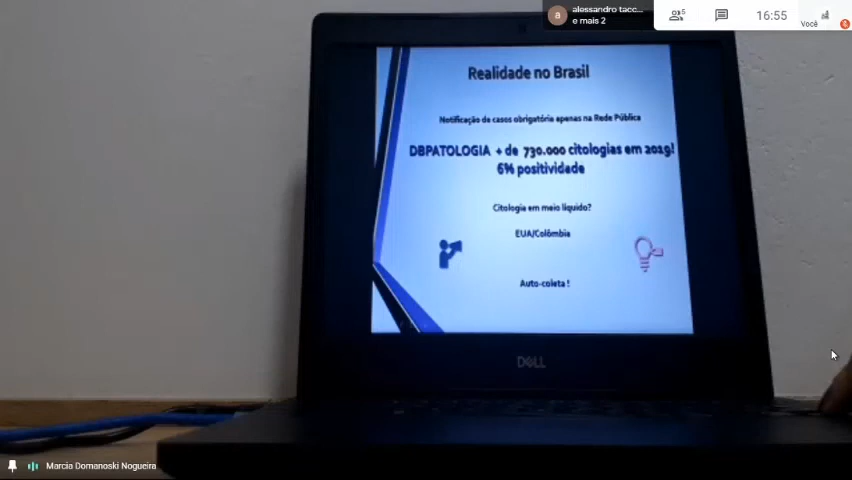 alessandro tacc...
e mais 2
5
16:55
Você
Realidade no Brasil
Notificação de casos obrigatória apenas na Rede Pública
DBPATOLOGIA + de 730.000 citologias em 2019!
6% positividade
Citologia em meio líquido?
EUA/Colômbia
Auto-coleta !
DELL
Marcia Domanoski Nogueira